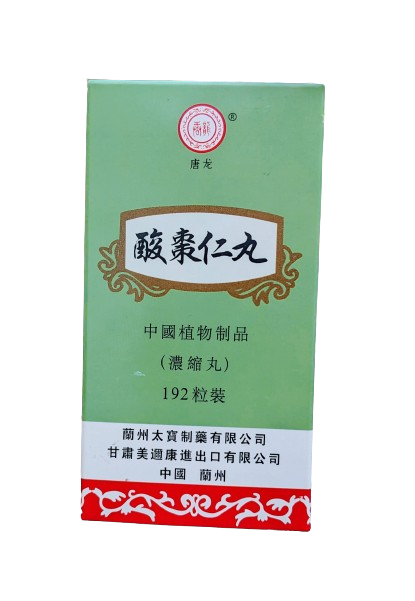 唐龙
®
唐龙
酸棗仁丸
中國植物制品
(濃縮丸)
192粒裝
蘭州太寶制藥有限公司
甘肅美週康進出口有限公司
中國 蘭州